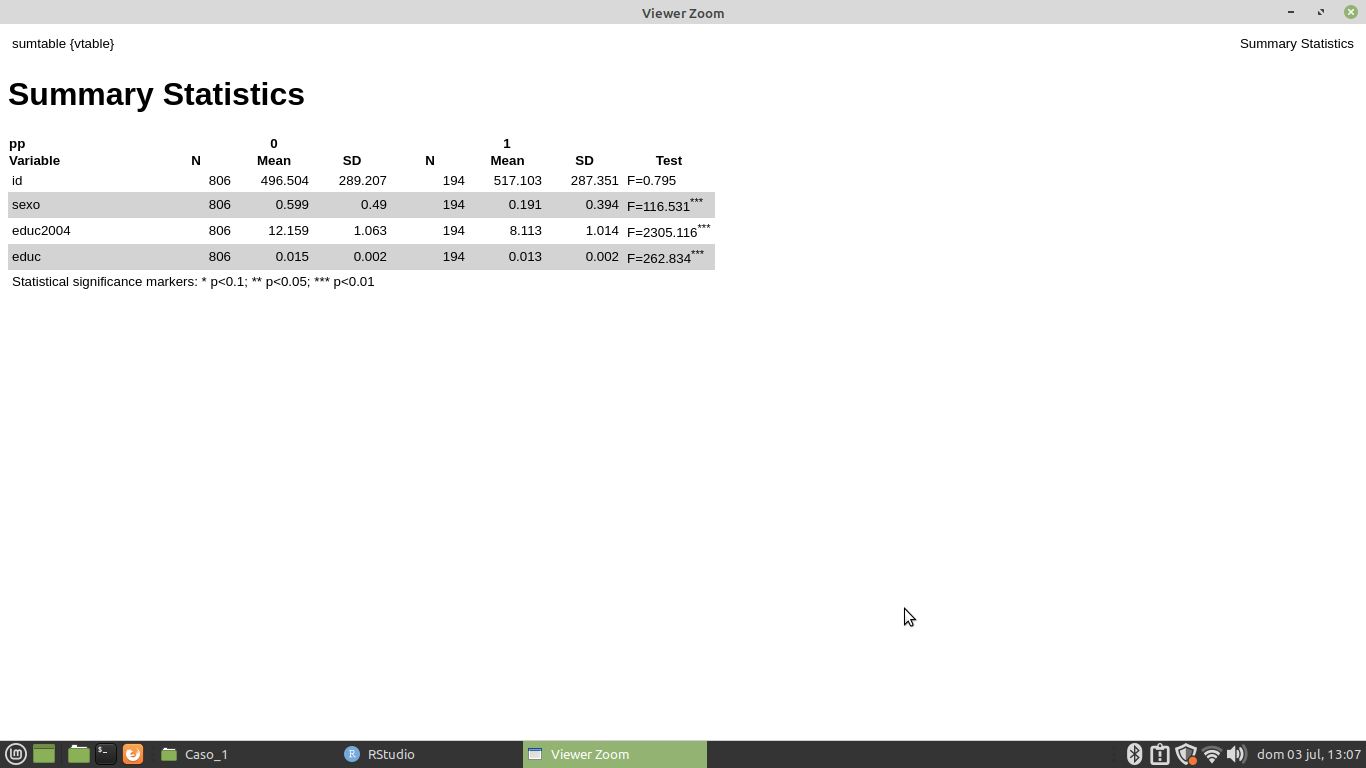 Viewer Zoom
sumtable {vtable} Summary Statistics
Summary Statistics
pp 0 1
Variable N Mean SD N Mean SD Test
id 806 496.504 289.207 194 517.103 287.351 F=0.795
sexo 806 0.599 0.49 194 0.191 0.394 F=116.531***
educ2004 806 12.159 1.063 194 8.113 1.014 F=2305.116***
educ 806 0.015 0.002 194 0.013 0.002 F=262.834***
Statistical significance markers: * p<0.1; ** p<0.05; *** p<0.01
Caso_1 R RStudio Viewer Zoom dom 03 jul, 13:07